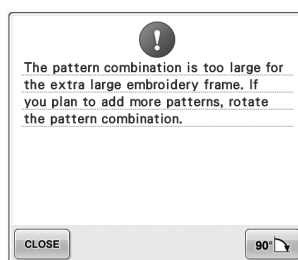 The pattern combination is too large for
the extra large embroidery frame. If
you plan to add more patterns, rotate
the pattern combination.
CLOSE
90°